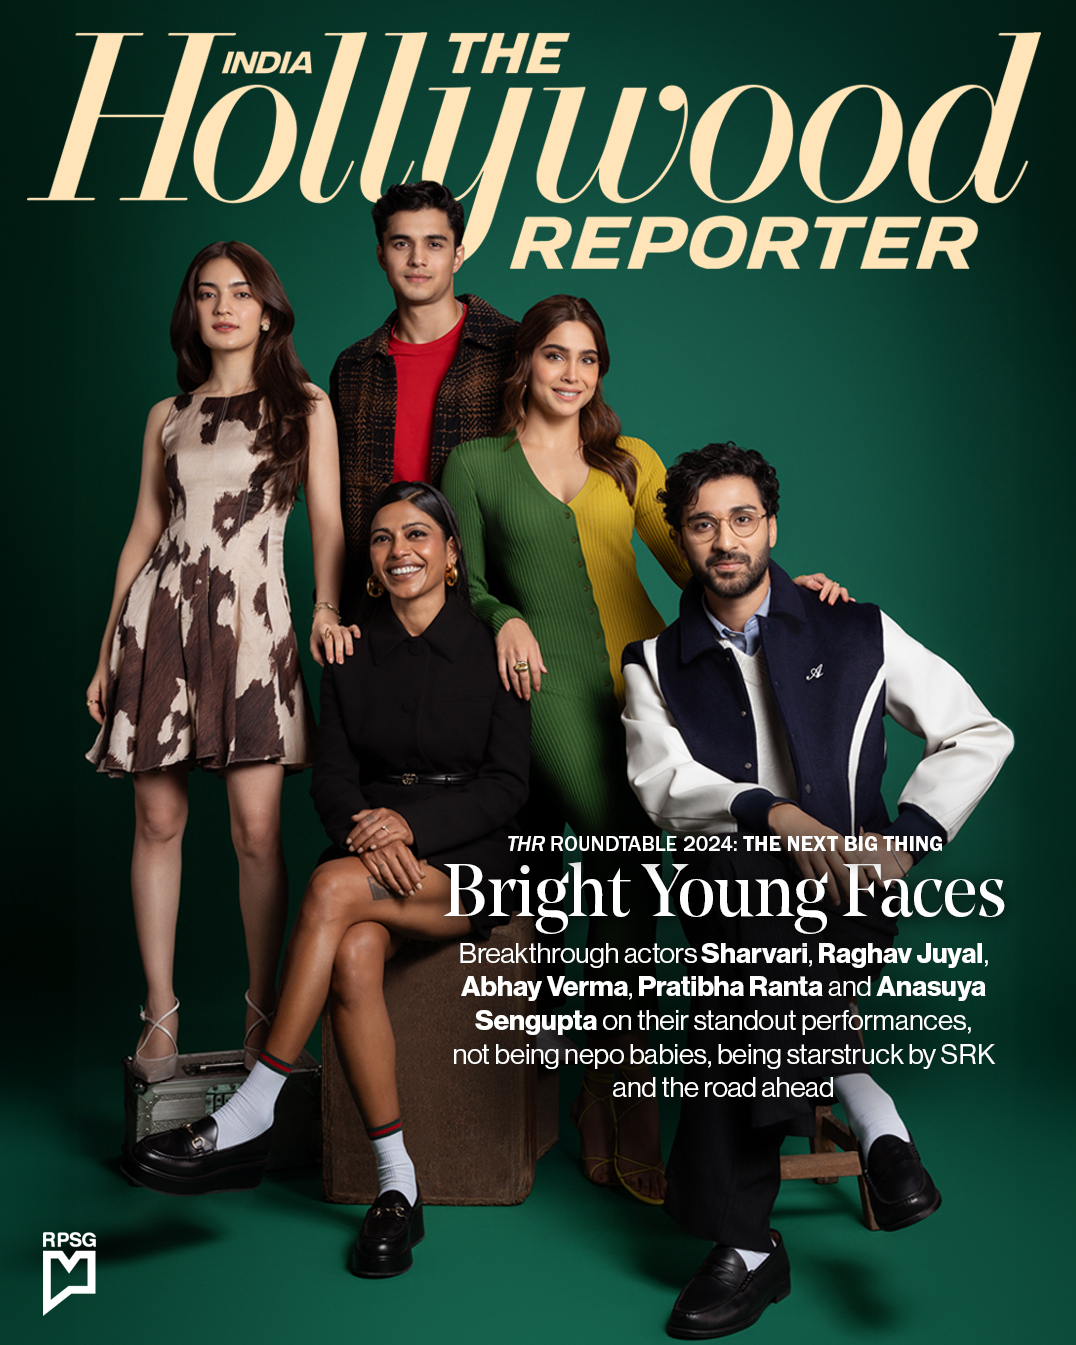 INDIA
THE
Hollywood
REPORTER
A
THR ROUNDTABLE 2024: THE NEXT BIG THING
Bright Young Faces
Breakthrough actors Sharvari, Raghav Juyal,
Abhay Verma, Pratibha Ranta and Anasuya
Sengupta on their standout performances,
not being nepo babies, being starstruck by SRK
and the road ahead
RPSG